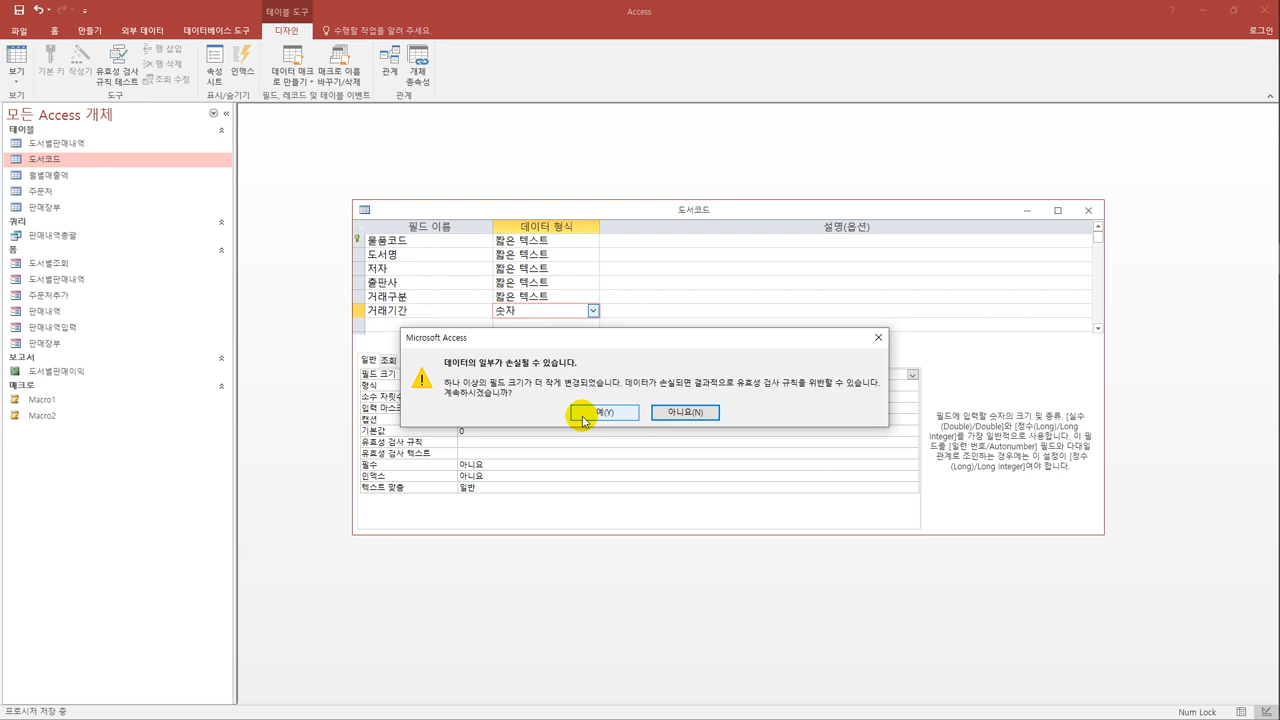 테이블 도구
Access
로그인
파일
홈
만들기
외부 데이터
데이터베이스 도구
디자인
수행할 작업을 알려 주세요.
보기
기본 키
작성기
유효성 검사
규칙 테스트
행 삽입
행 삭제
조회 수정
속성
시트
인덱스
데이터 매크
로 만들기
매크로 이름
바꾸기/삭제
관계
개체
종속성
보기
도구
표시/숨기기
필드, 레코드 및 테이블 이벤트
관계
모든 Access 개체
테이블
도서별판매내역
도서코드
월별매출액
주문처
판매장부
쿼리
판매내역총괄
폼
도서별조회
도서별판매내역
주문처추가
판매내역
판매내역입력
판매장부
보고서
도서별판매이익
매크로
Macro1
Macro2
도서코드
필드 이름
데이터 형식
설명(옵션)
물품코드
짧은 텍스트
도서명
짧은 텍스트
저자
짧은 텍스트
출판사
짧은 텍스트
거래구분
짧은 텍스트
거래기간
숫자
Microsoft Access
데이터의 일부가 손실될 수 있습니다.
하나 이상의 필드 크기가 더 작게 변경되었습니다. 데이터가 손실되면 결과적으로 유효성 검사 규칙을 위반할 수 있습니다.
계속하시겠습니까?
예(Y)
아니요(N)
일반
조회
필드 크기
형식
소수 자릿수
입력 마스크
캡션
기본값
0
유효성 검사 규칙
유효성 검사 텍스트
필수
아니요
인덱스
아니요
텍스트 맞춤
일반
필드에 입력할 숫자의 크기 및 종류. [실수
(Double)/Double]와 [정수(Long)/Long
Integer]를 가장 일반적으로 사용합니다. 이 필
드를 [일련 번호/Autonumber] 필드와 다대일
관계로 조인하는 경우에는 이 설정이 [정수
(Long)/Long Integer]여야 합니다.
프로시저 저장 중
Num Lock